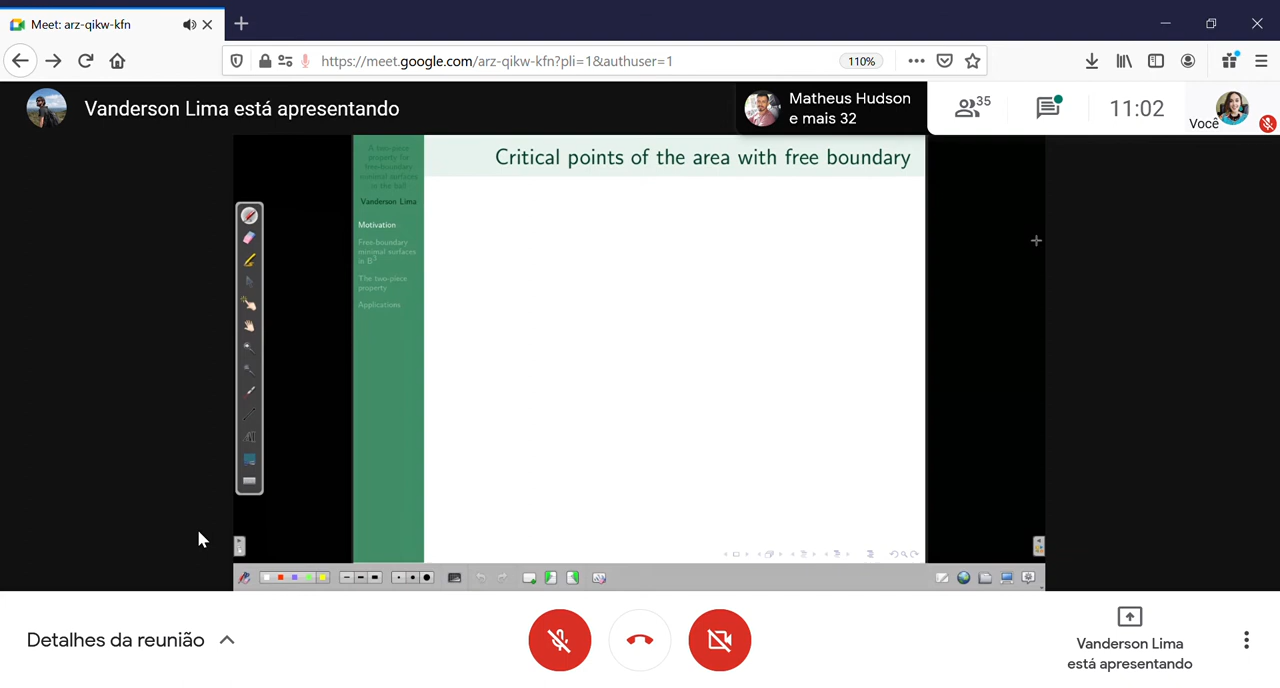 Meet: arz-qikw-kfn
https://meet.google.com/arz-qikw-kfn?pli=1&authuser=1
110%
Vanderson Lima está apresentando
Matheus Hudson
e mais 32
35
11:02
Você
A two-piece
property for
free-boundary
minimal surfaces
in the ball
Vanderson Lima
Motivation
Free-boundary
minimal surfaces
in B3
The two-piece
property
Applications
Critical points of the area with free boundary
Detalhes da reunião
Vanderson Lima
está apresentando